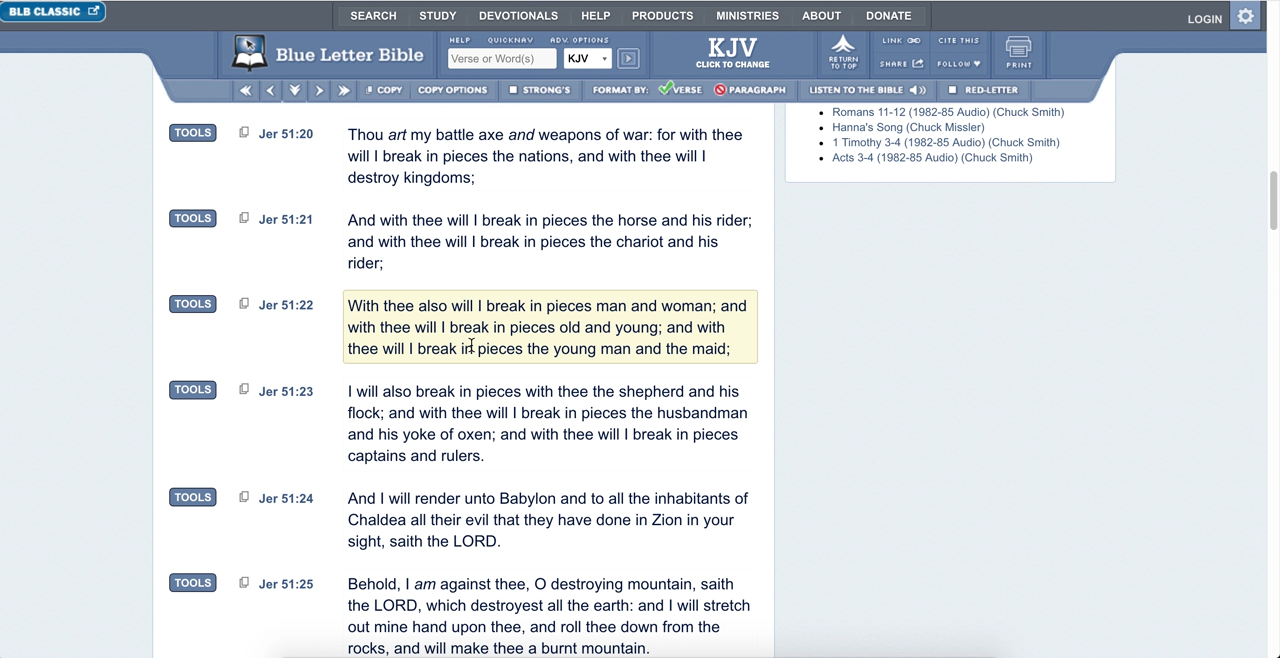 BLB CLASSIC
SEARCH STUDY DEVOTIONALS HELP PRODUCTS MINISTRIES ABOUT DONATE
LOGIN
Blue Letter Bible
HELP QUICKNAV ADV. OPTIONS
Verse or Word(s) KJV
KJV
CLICK TO CHANGE
RETURN
TO TOP
LINK CITE THIS
SHARE FOLLOW
PRINT
COPY COPY OPTIONS STRONG'S FORMAT BY: VERSE PARAGRAPH LISTEN TO THE BIBLE RED-LETTER
TOOLS Jer 51:20 Thou art my battle axe and weapons of war: for with thee
will I break in pieces the nations, and with thee will I
destroy kingdoms;
TOOLS Jer 51:21 And with thee will I break in pieces the horse and his rider;
and with thee will I break in pieces the chariot and his
rider;
TOOLS Jer 51:22 With thee also will I break in pieces man and woman; and
with thee will I break in pieces old and young; and with
thee will I break in pieces the young man and the maid;
TOOLS Jer 51:23 I will also break in pieces with thee the shepherd and his
flock; and with thee will I break in pieces the husbandman
and his yoke of oxen; and with thee will I break in pieces
captains and rulers.
TOOLS Jer 51:24 And I will render unto Babylon and to all the inhabitants of
Chaldea all their evil that they have done in Zion in your
sight, saith the LORD.
TOOLS Jer 51:25 Behold, I am against thee, O destroying mountain, saith
the LORD, which destroyest all the earth: and I will stretch
out mine hand upon thee, and roll thee down from the
rocks, and will make thee a burnt mountain.
Romans 11-12 (1982-85 Audio) (Chuck Smith)
Hanna's Song (Chuck Missler)
1 Timothy 3-4 (1982-85 Audio) (Chuck Smith)
Acts 3-4 (1982-85 Audio) (Chuck Smith)